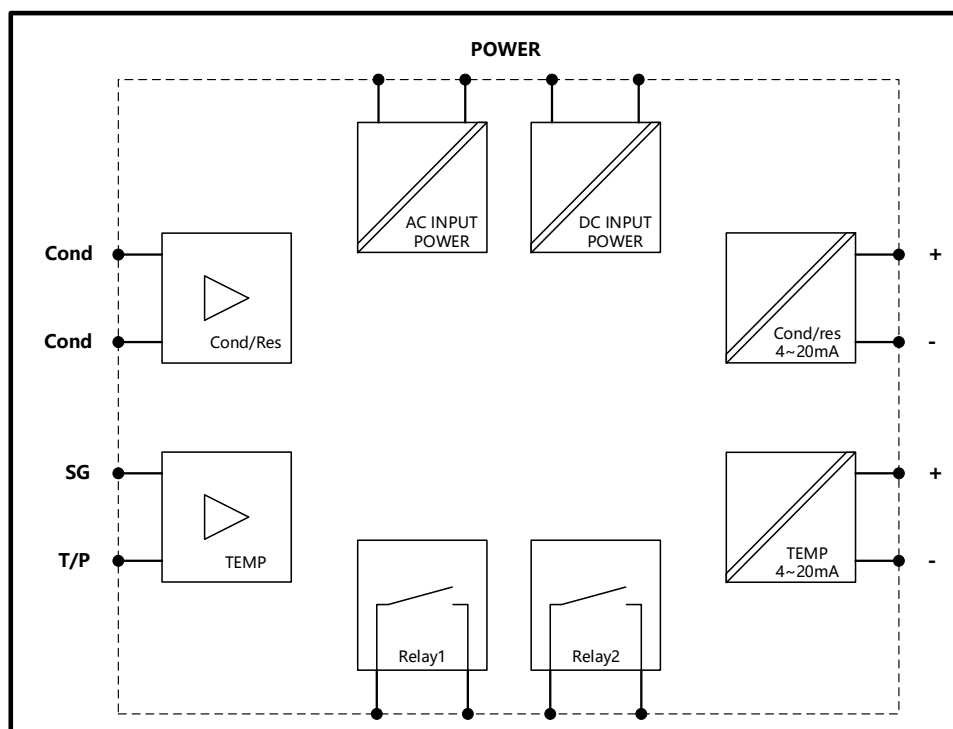 POWER
AC INPUT
POWER
DC INPUT
POWER
Cond
Cond
Cond/Res
Cond/res
4~20mA
+
-
SG
T/P
TEMP
TEMP
4~20mA
+
-
Relay1
Relay2